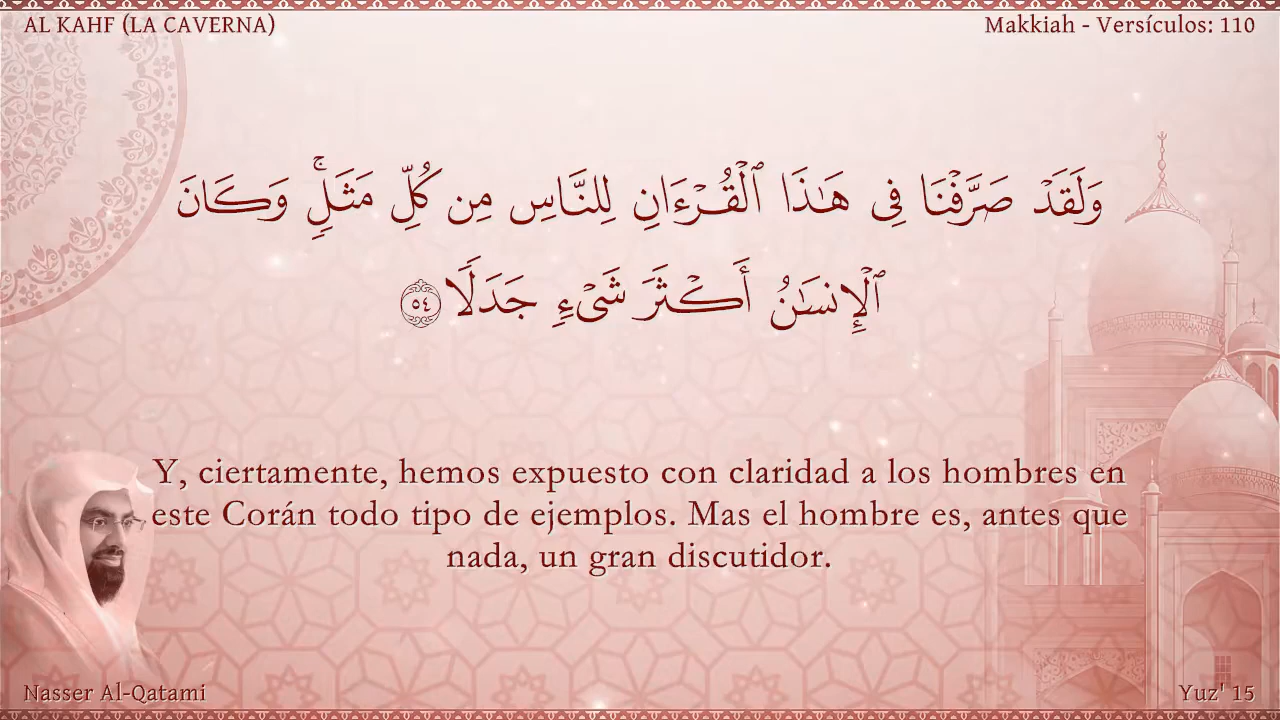 AL KAHF (LA CAVERNA)
Makkiah - Versículos: 110
وَلَقَدْ صَرَّفْنَا فِى هَـٰذَا ٱلْقُرْءَانِ لِلنَّاسِ مِن كُلِّ مَثَلٍۢ ۚ وَكَانَ
ٱلْإِنسَـٰنُ أَكْثَرَ شَىْءٍۢ جَدَلًۭا ٥٤
Y, ciertamente, hemos expuesto con claridad a los hombres en
este Corán todo tipo de ejemplos. Mas el hombre es, antes que
nada, un gran discutidor.
Nasser Al-Qatami
Yuz' 15